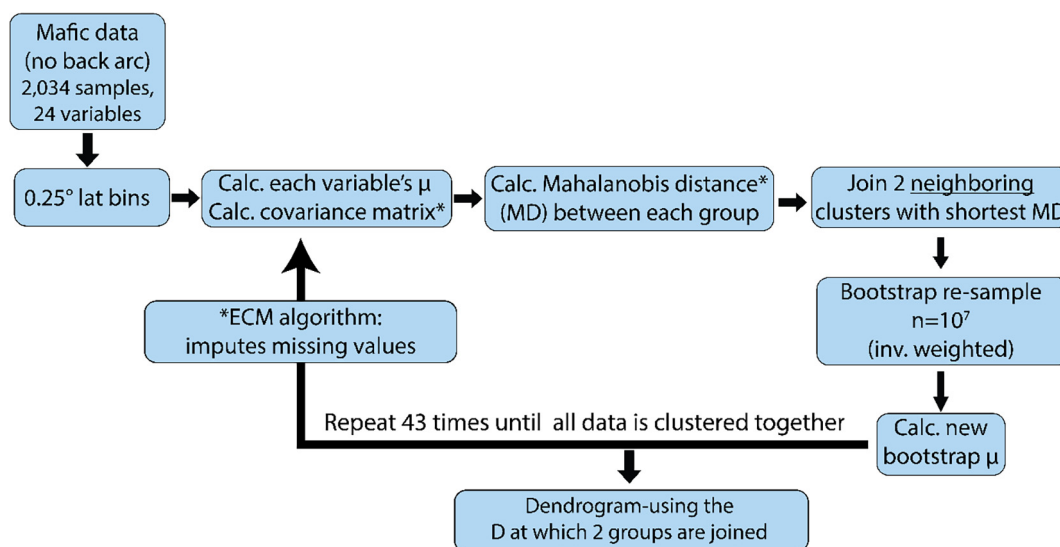 Mafic data
(no back arc)
2,034 samples,
24 variables
0.25° lat bins
Calc. each variable's µ
Calc. covariance matrix*
Calc. Mahalanobis distance*
(MD) between each group
Join 2 neighboring
clusters with shortest MD
Bootstrap re-sample
n=10⁷
(inv. weighted)
*ECM algorithm:
imputes missing values
Repeat 43 times until all data is clustered together
Calc. new
bootstrap µ
Dendrogram-using the
D at which 2 groups are joined